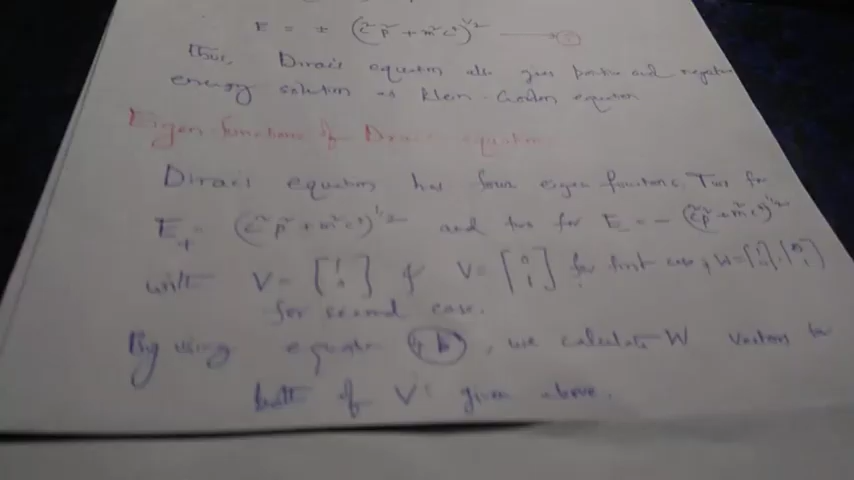 E = ± (c²p² + m²c⁴)^1/2 → 5
Thus, Dirac's equation also gives positive and negative
energy solution as Klein-Gordon equation
Eigen functions of Dirac equation:
Dirac's equation has four eigen functions. Two for
E₊ = (c²p² + m²c⁴)^1/2 and two for E₋ = - (c²p² + m²c⁴)^1/2
with V = [1 0] & V = [0 1] for first case, & W = [1 0], [0 1]
for second case.
By using equation 4b, we calculate W vectors for
both of V's given above.